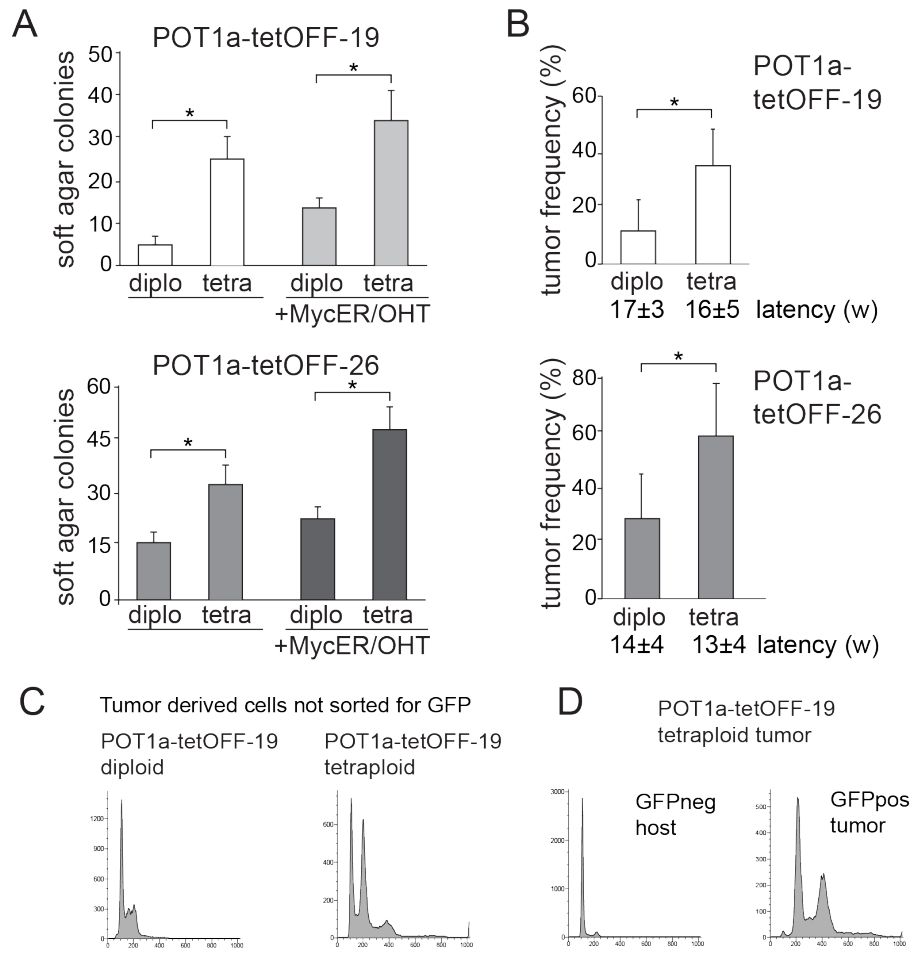 A
POT1a-tetOFF-19
soft agar colonies
50
40
30
20
10
0
*
*
diplo tetra diplo tetra
+MycER/OHT
POT1a-tetOFF-26
soft agar colonies
60
45
30
15
0
*
*
diplo tetra diplo tetra
+MycER/OHT
B
POT1a-
tetOFF-19
tumor frequency (%)
60
40
20
0
*
diplo tetra
17±3 16±5 latency (w)
POT1a-
tetOFF-26
tumor frequency (%)
80
60
40
20
0
*
diplo tetra
14±4 13±4 latency (w)
C
Tumor derived cells not sorted for GFP
POT1a-tetOFF-19
diploid
1200
900
600
300
0
0 200 400 600 800 1000
POT1a-tetOFF-19
tetraploid
600
400
200
0
0 200 400 600 800 1000
D
POT1a-tetOFF-19
tetraploid tumor
GFPneg
host
3000
2000
1000
0
0 200 400 600 800 1000
GFPpos
tumor
500
400
300
200
100
0
0 200 400 600 800 1000